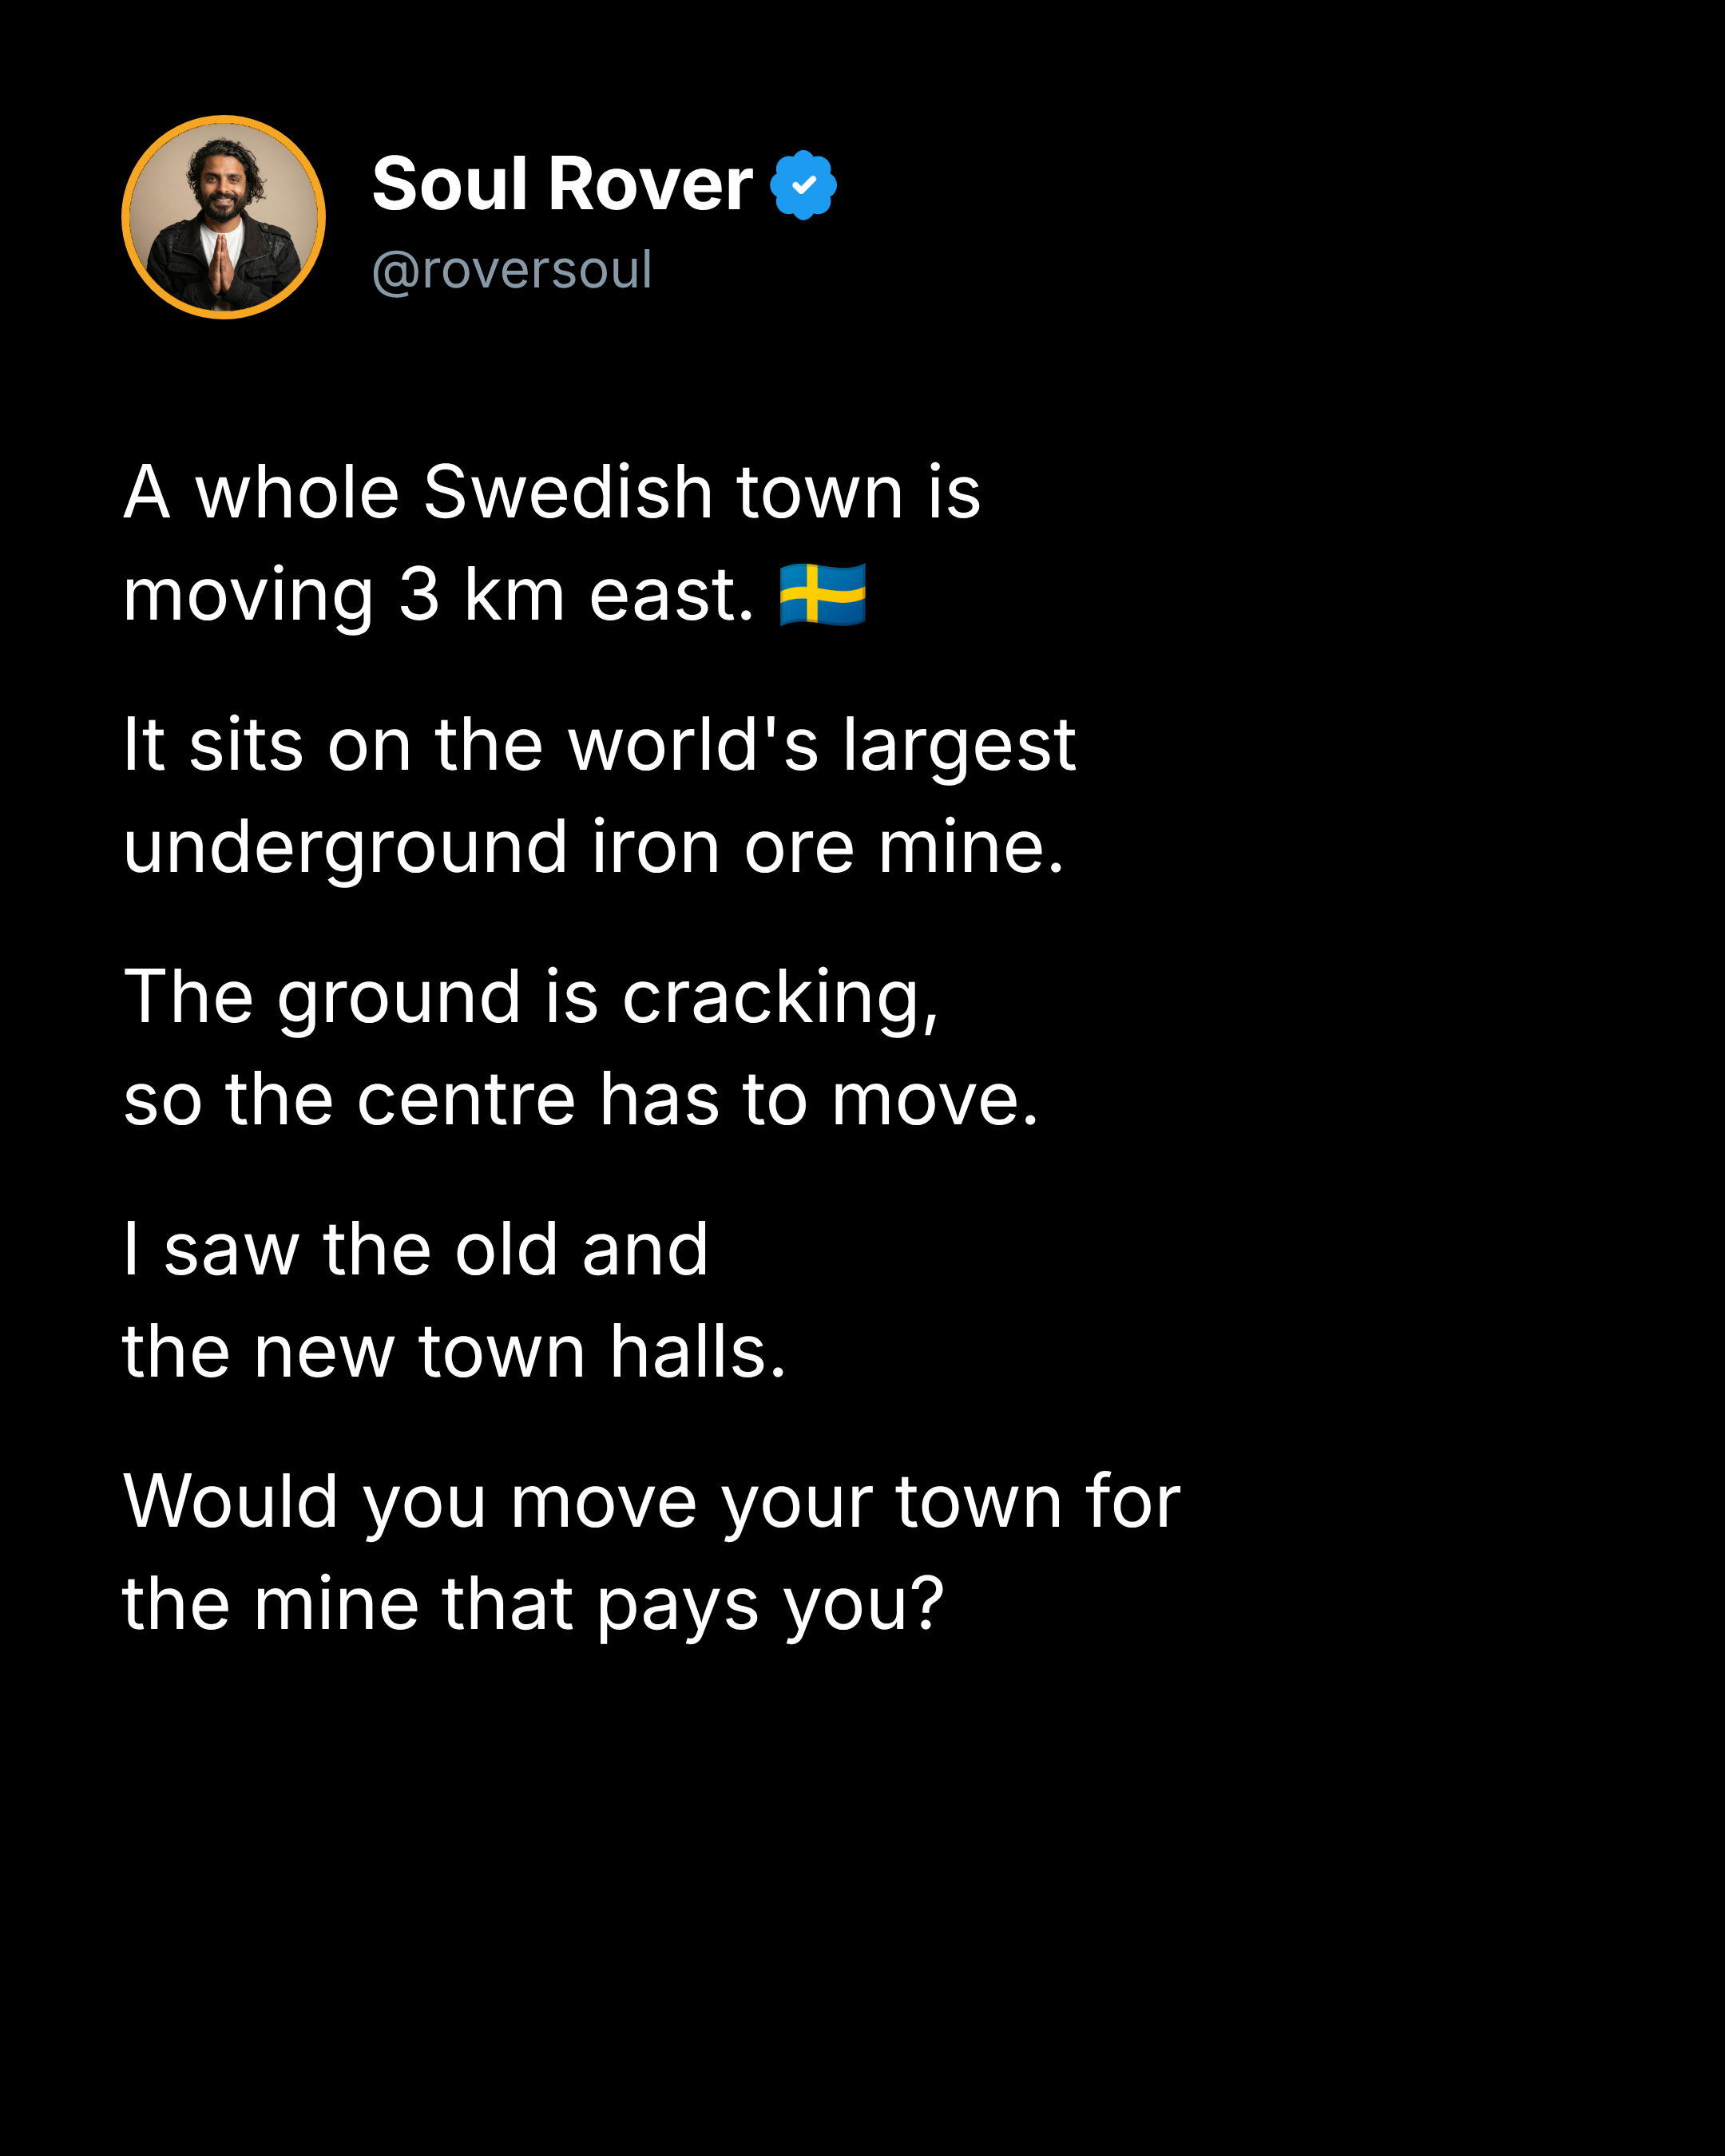 Soul Rover
@roversoul
A whole Swedish town is
moving 3 km east. 🇸🇪
It sits on the world's largest
underground iron ore mine.
The ground is cracking,
so the centre has to move.
I saw the old and
the new town halls.
Would you move your town for
the mine that pays you?